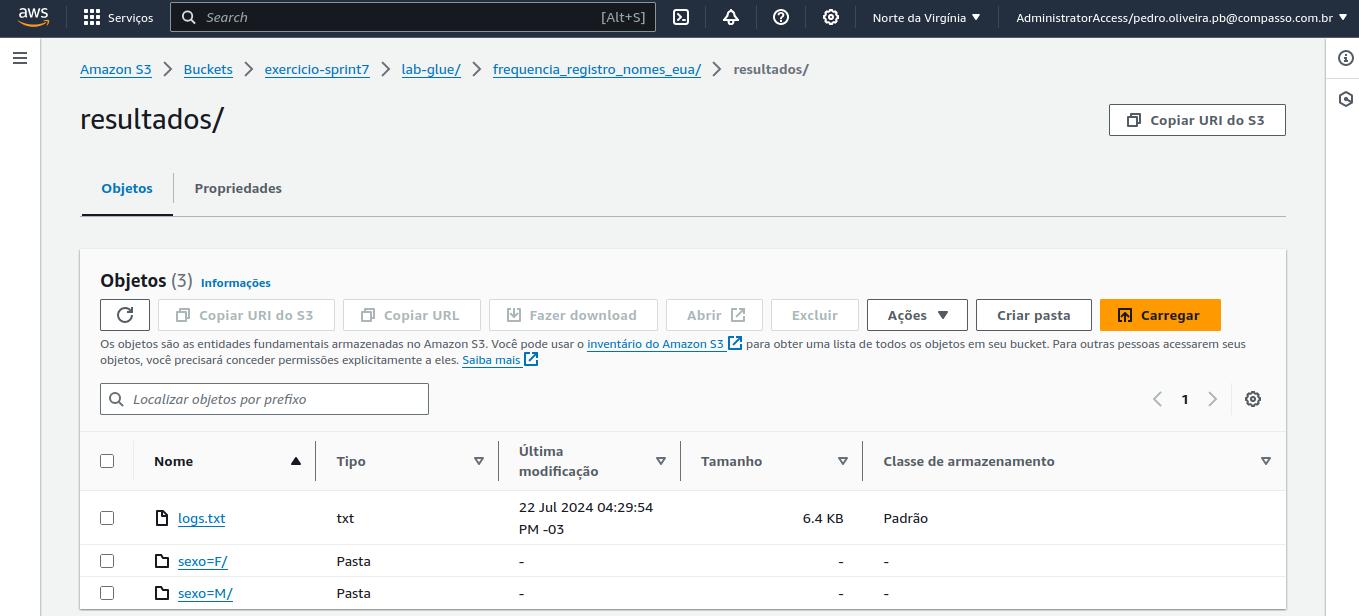 aws Serviços Search [Alt+S] Norte da Virgínia AdministratorAccess/pedro.oliveira.pb@compasso.com.br
Amazon S3 Buckets exercicio-sprint7 lab-glue/ frequencia_registro_nomes_eua/ resultados/
resultados/
Copiar URI do S3
Objetos Propriedades
Objetos (3) Informações
Copiar URI do S3 Copiar URL Fazer download Abrir Excluir Ações Criar pasta Carregar
Os objetos são as entidades fundamentais armazenadas no Amazon S3. Você pode usar o inventário do Amazon S3 para obter uma lista de todos os objetos em seu bucket. Para outras pessoas acessarem seus
objetos, você precisará conceder permissões explicitamente a eles. Saiba mais
Localizar objetos por prefixo
1
Nome Tipo Última modificação Tamanho Classe de armazenamento
logs.txt txt 22 Jul 2024 04:29:54 PM -03 6.4 KB Padrão
sexo=F/ Pasta - - -
sexo=M/ Pasta - - -